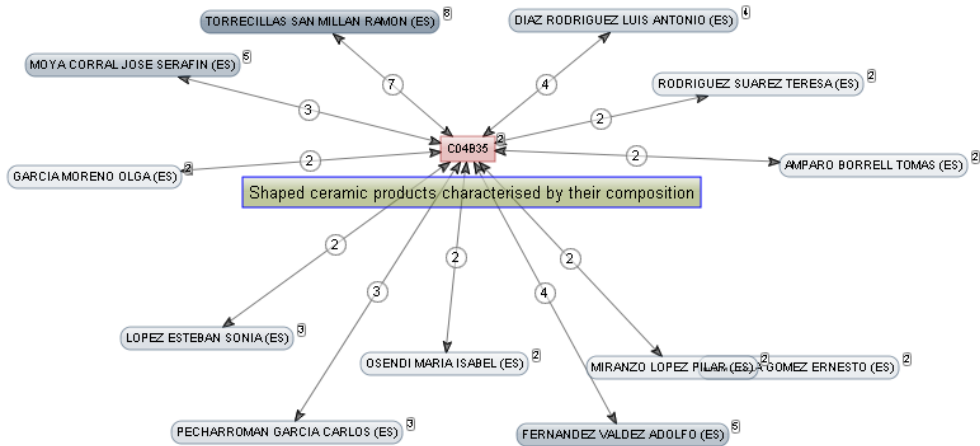 TORRECILLAS SAN MILLAN RAMON (ES) 8
DIAZ RODRIGUEZ LUIS ANTONIO (ES) 4
MOYA CORRAL JOSE SERAFIN (ES) 5
RODRIGUEZ SUAREZ TERESA (ES) 2
7
4
3
2
C04B35 2
2
2
GARCIA MORENO OLGA (ES) 2
AMPARO BORRELL TOMAS (ES) 2
Shaped ceramic products characterised by their composition
2
2
2
3
4
LOPEZ ESTEBAN SONIA (ES) 3
OSENDI MARIA ISABEL (ES) 2
MIRANZO LOPEZ PILAR (ES) 2
GOMEZ ERNESTO (ES) 2
PECHARROMAN GARCIA CARLOS (ES) 3
FERNANDEZ VALDEZ ADOLFO (ES) 5